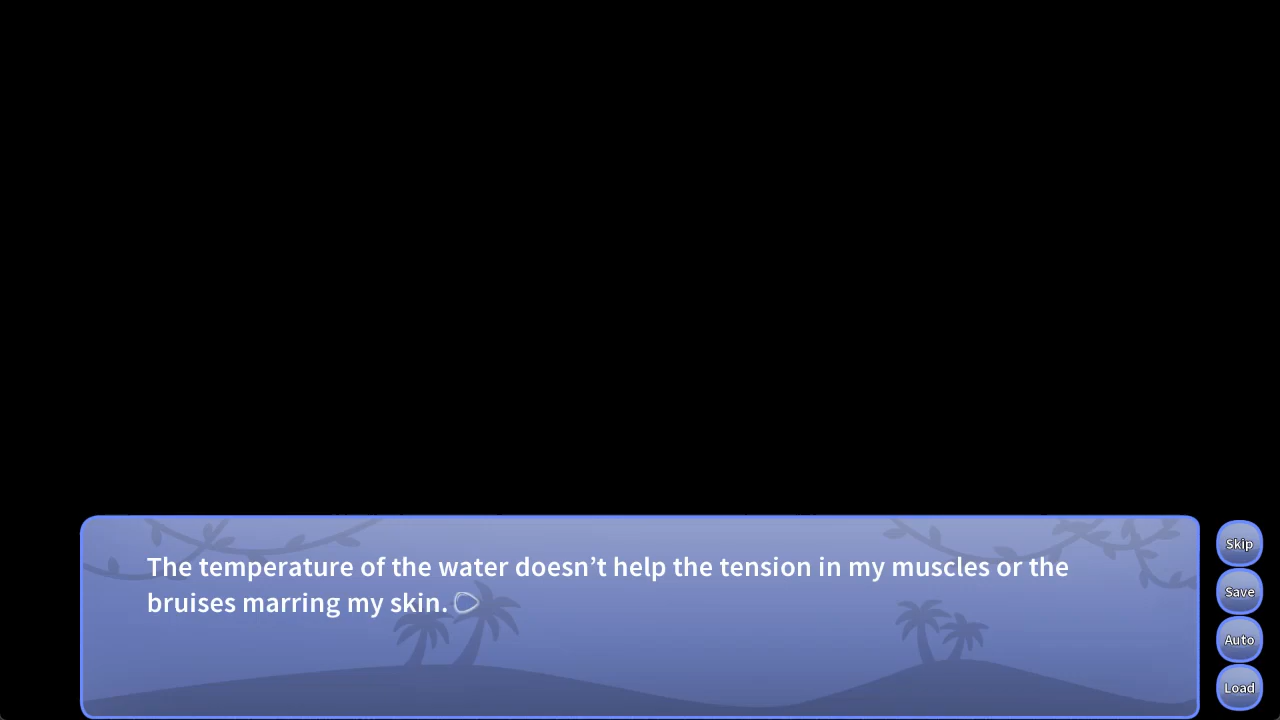 The temperature of the water doesn’t help the tension in my muscles or the
bruises marring my skin.
Skip
Save
Auto
Load